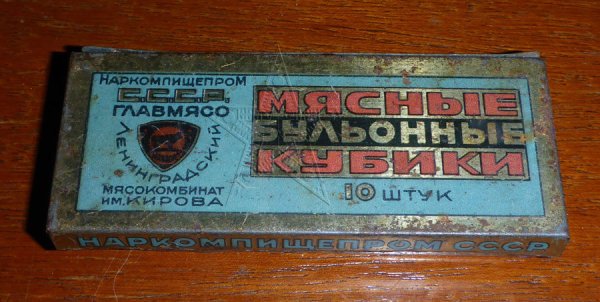 НАРКОМПИЩЕПРОМ
С.С.С.Р.
ГЛАВМЯСО
ЛЕНИНГРАДСКИЙ
МЯСОКОМБИНАТ
ИМ. КИРОВА
МЯСНЫЕ
БУЛЬОННЫЕ
КУБИКИ
10 ШТУК
НАРКОМПИЩЕПРОМ СССР